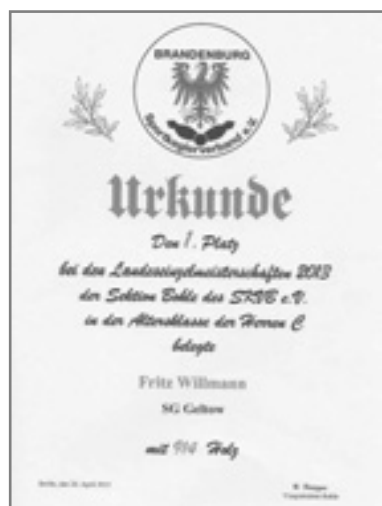 BRANDENBURG
Sportkeglerverband e.V.
Urkunde
Den 1. Platz
bei den Landeseinzelmeisterschaften 2013
der Sektion Bohle des SKVB e.V.
in der Altersklasse der Herren C
belegte
Fritz Willmann
SG Geltow
mit 914 Holz